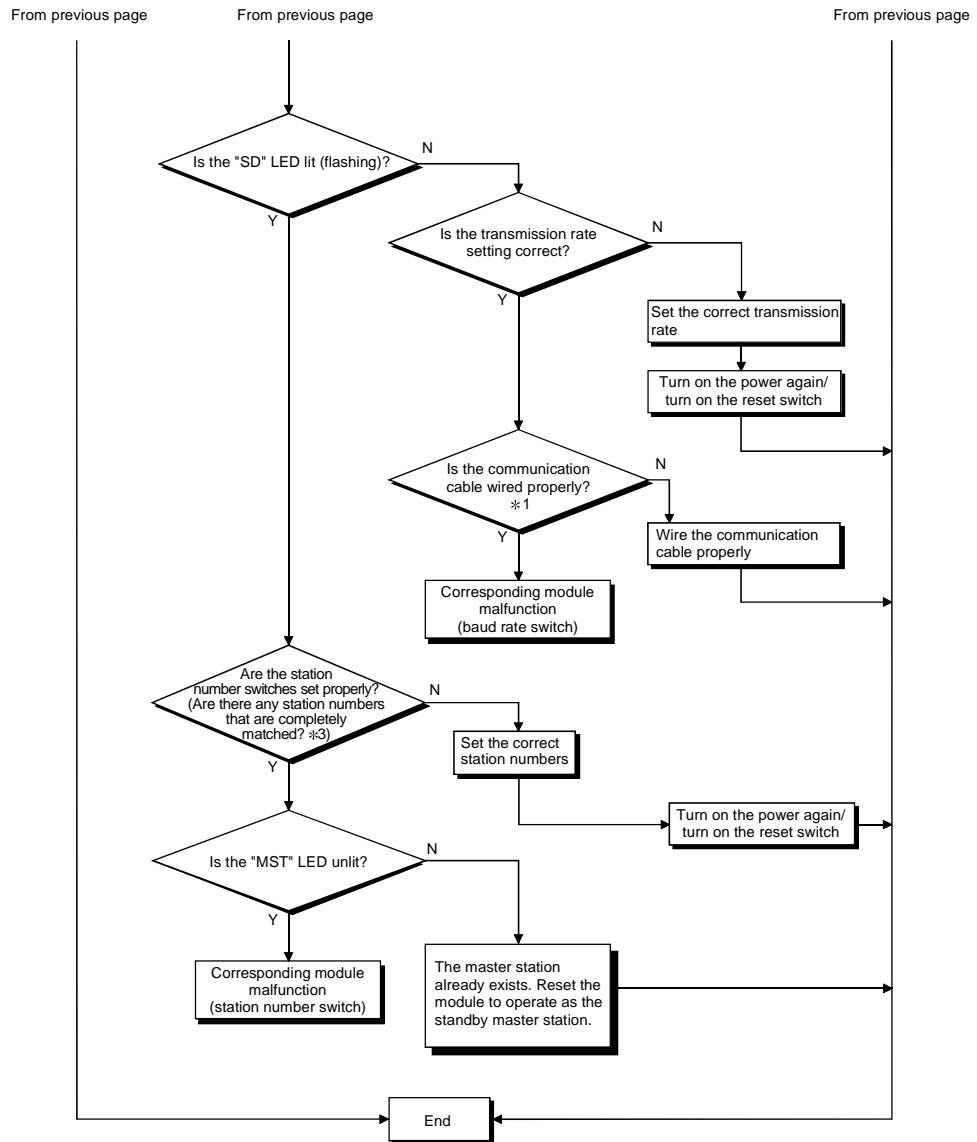 From previous page
From previous page
From previous page
Is the "SD" LED lit (flashing)?
N
Y
Is the transmission rate
setting correct?
N
Y
Set the correct transmission
rate
Turn on the power again/
turn on the reset switch
Is the communication
cable wired properly?
＊1
N
Y
Wire the communication
cable properly
Corresponding module
malfunction
(baud rate switch)
Are the station
number switches set properly?
(Are there any station numbers
that are completely
matched? ＊3)
N
Y
Set the correct
station numbers
Turn on the power again/
turn on the reset switch
Is the "MST" LED unlit?
N
Y
Corresponding module
malfunction
(station number switch)
The master station
already exists. Reset the
module to operate as the
standby master station.
End